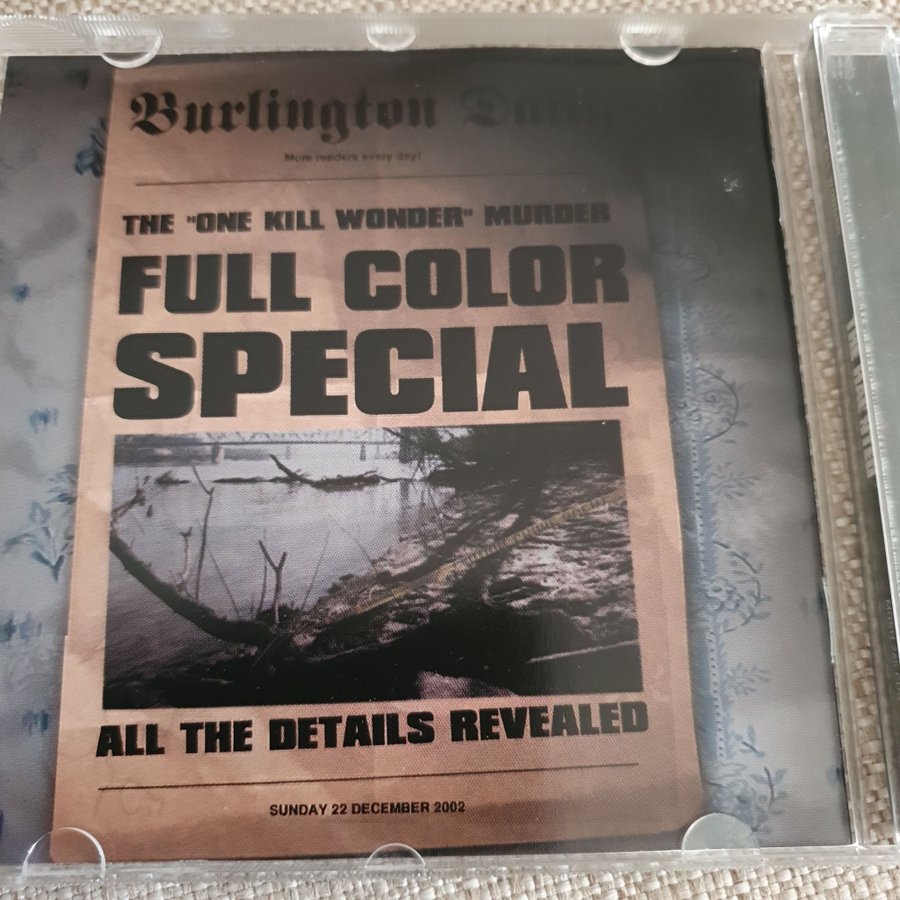 Burlington Daily
More readers every day!
THE "ONE KILL WONDER" MURDER
FULL COLOR
SPECIAL
ALL THE DETAILS REVEALED
SUNDAY 22 DECEMBER 2002